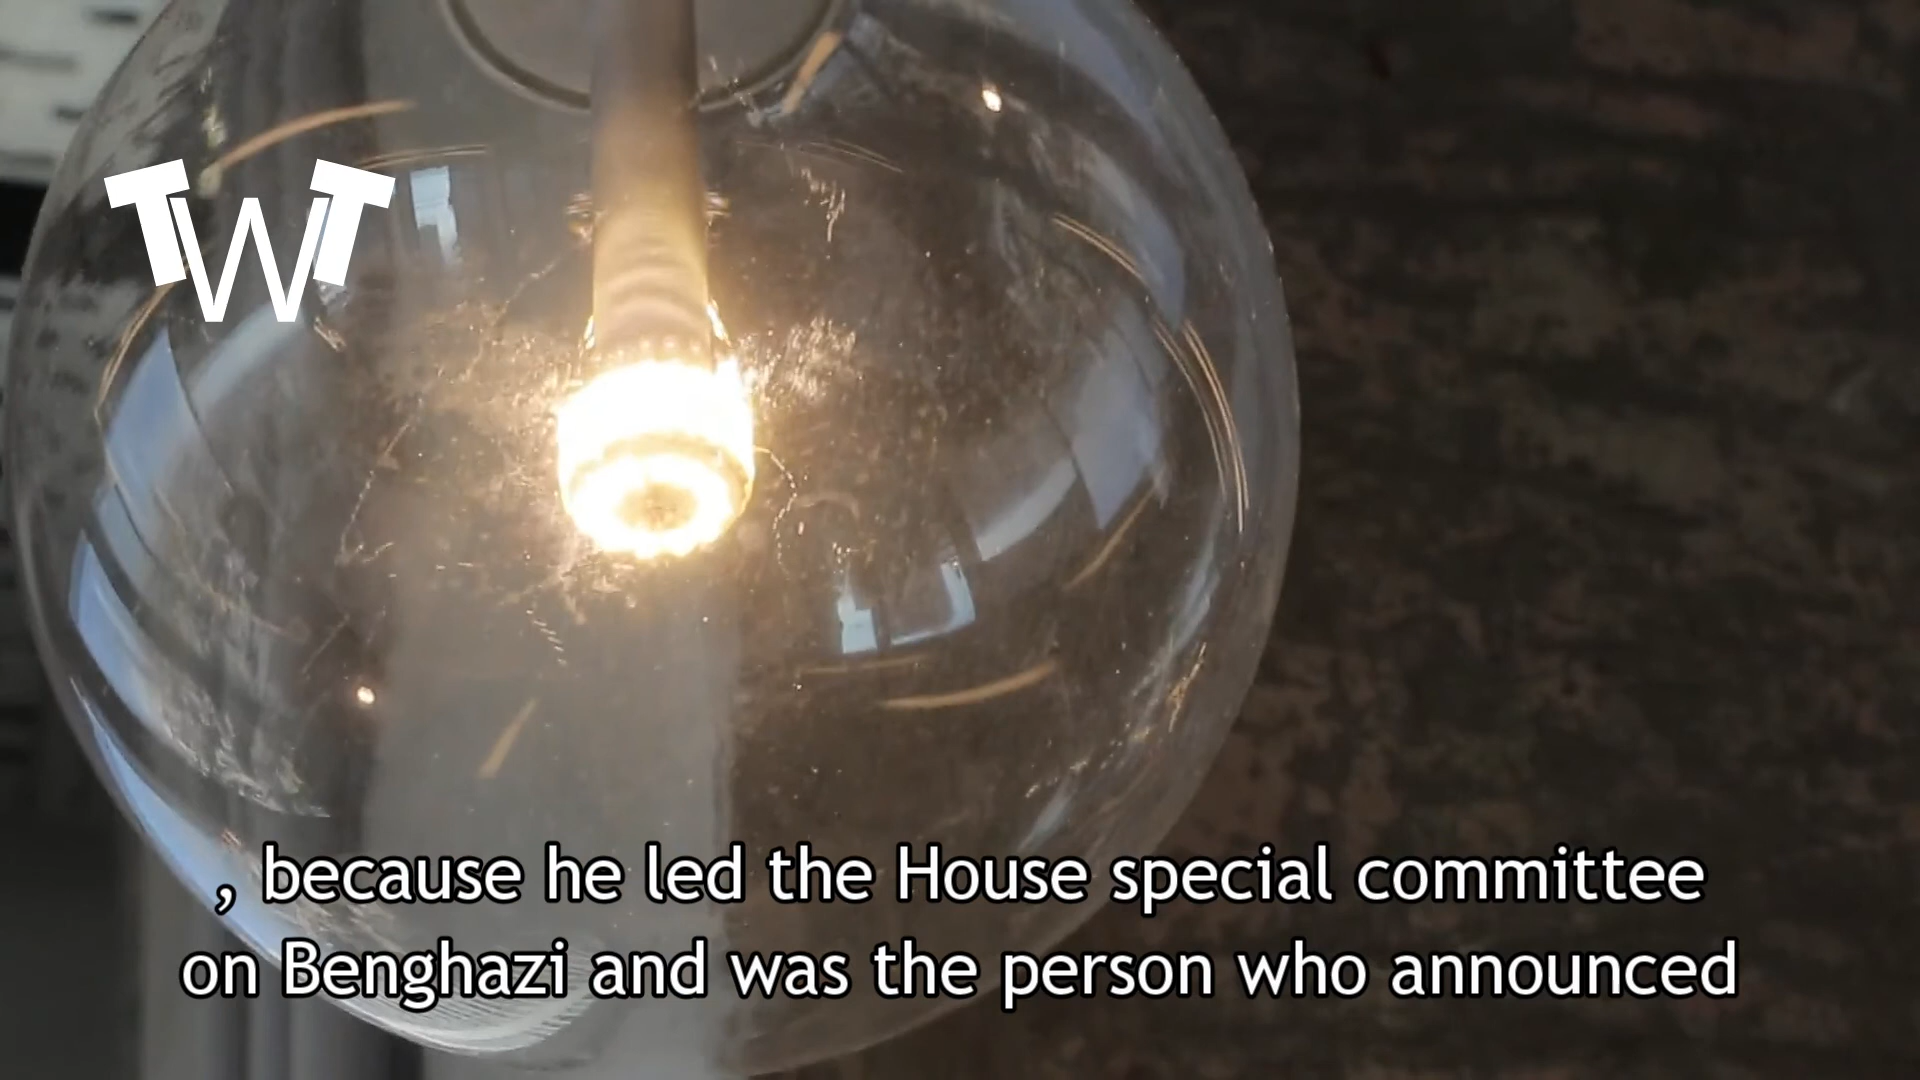 TWT
, because he led the House special committee
on Benghazi and was the person who announced